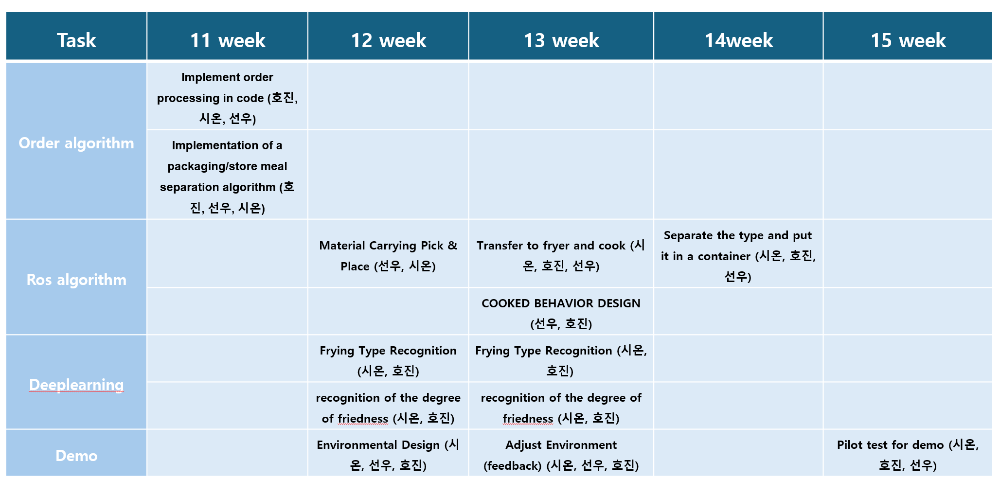 Task
11 week
12 week
13 week
14week
15 week
Order algorithm
Implement order
processing in code (호진,
시온, 선우)
Implementation of a
packaging/store meal
separation algorithm (호
진, 선우, 시온)
Ros algorithm
Material Carrying Pick &
Place (선우, 시온)
Transfer to fryer and cook (시
온, 호진, 선우)
Separate the type and put
it in a container (시온, 호진,
선우)
COOKED BEHAVIOR DESIGN
(선우, 호진)
Deeplearning
Frying Type Recognition
(시온, 호진)
Frying Type Recognition (시온,
호진)
recognition of the degree
of friedness (시온, 호진)
recognition of the degree of
friedness (시온, 호진)
Demo
Environmental Design (시
온, 선우, 호진)
Adjust Environment
(feedback) (시온, 선우, 호진)
Pilot test for demo (시온,
호진, 선우)